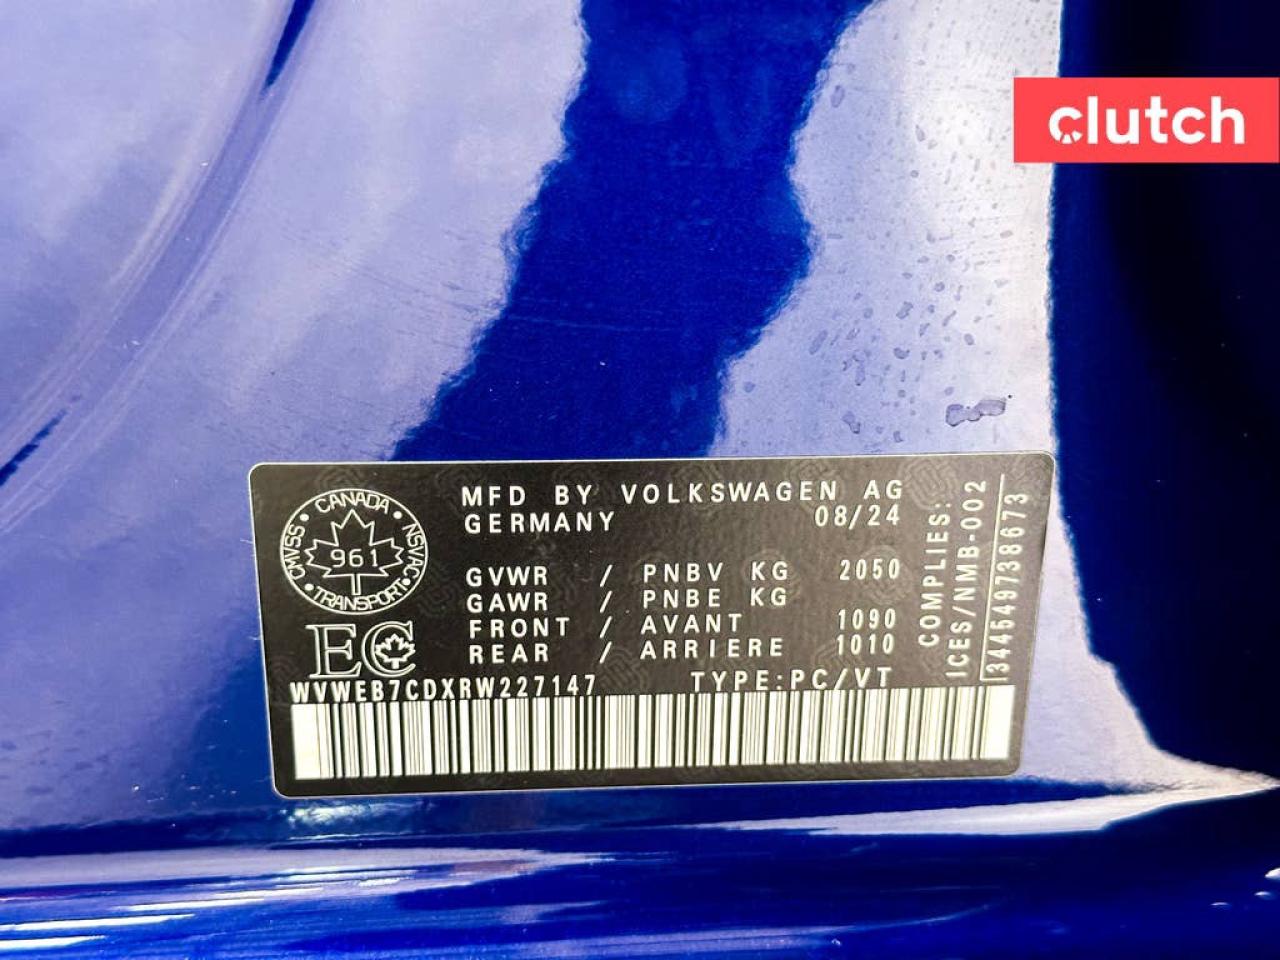 clutch
MFD BY VOLKSWAGEN AG
GERMANY 08/24
GVWR / PNBV KG 2050
GAWR / PNBE KG
FRONT / AVANT 1090
REAR / ARRIERE 1010
WVWEB7CDXRW227147 TYPE:PC/VT
CANADA
CMVSS NSVAC
961
TRANSPORT
EC
COMPLIES:
ICES/NMB-002
344549738673